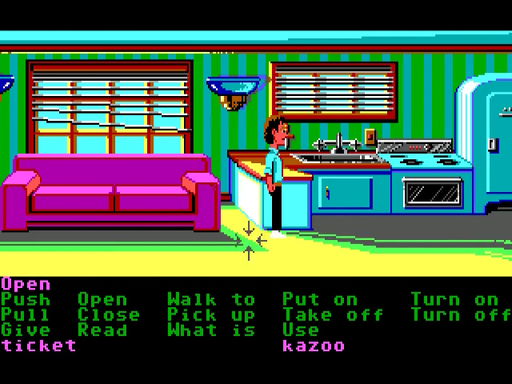 Open
Push Open Walk to Put on Turn on
Pull Close Pick up Take off Turn off
Give Read What is Use
ticket kazoo